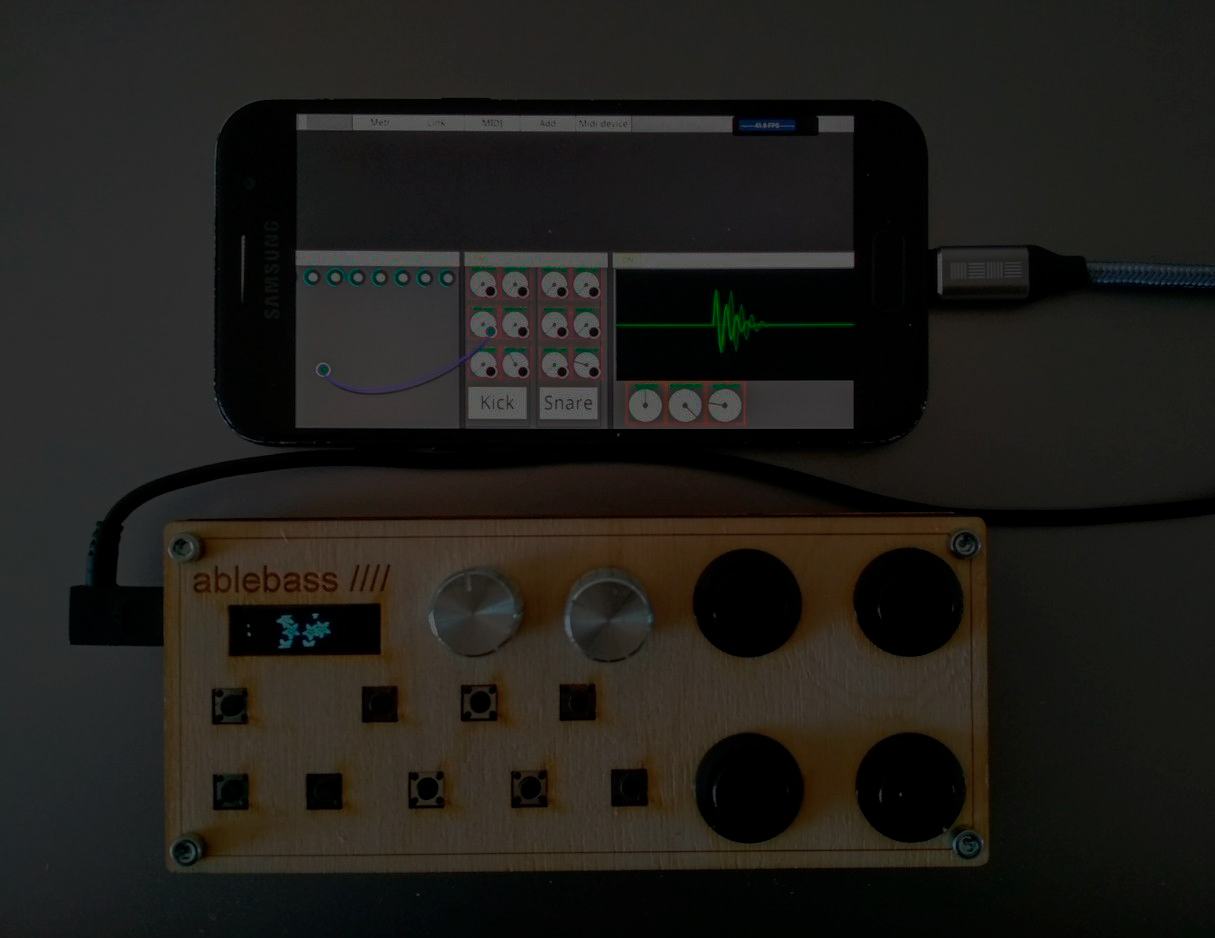 Metr
Link
MIDI
Add
Midi device
SAMSUNG
Kick
Snare
ablebass ////